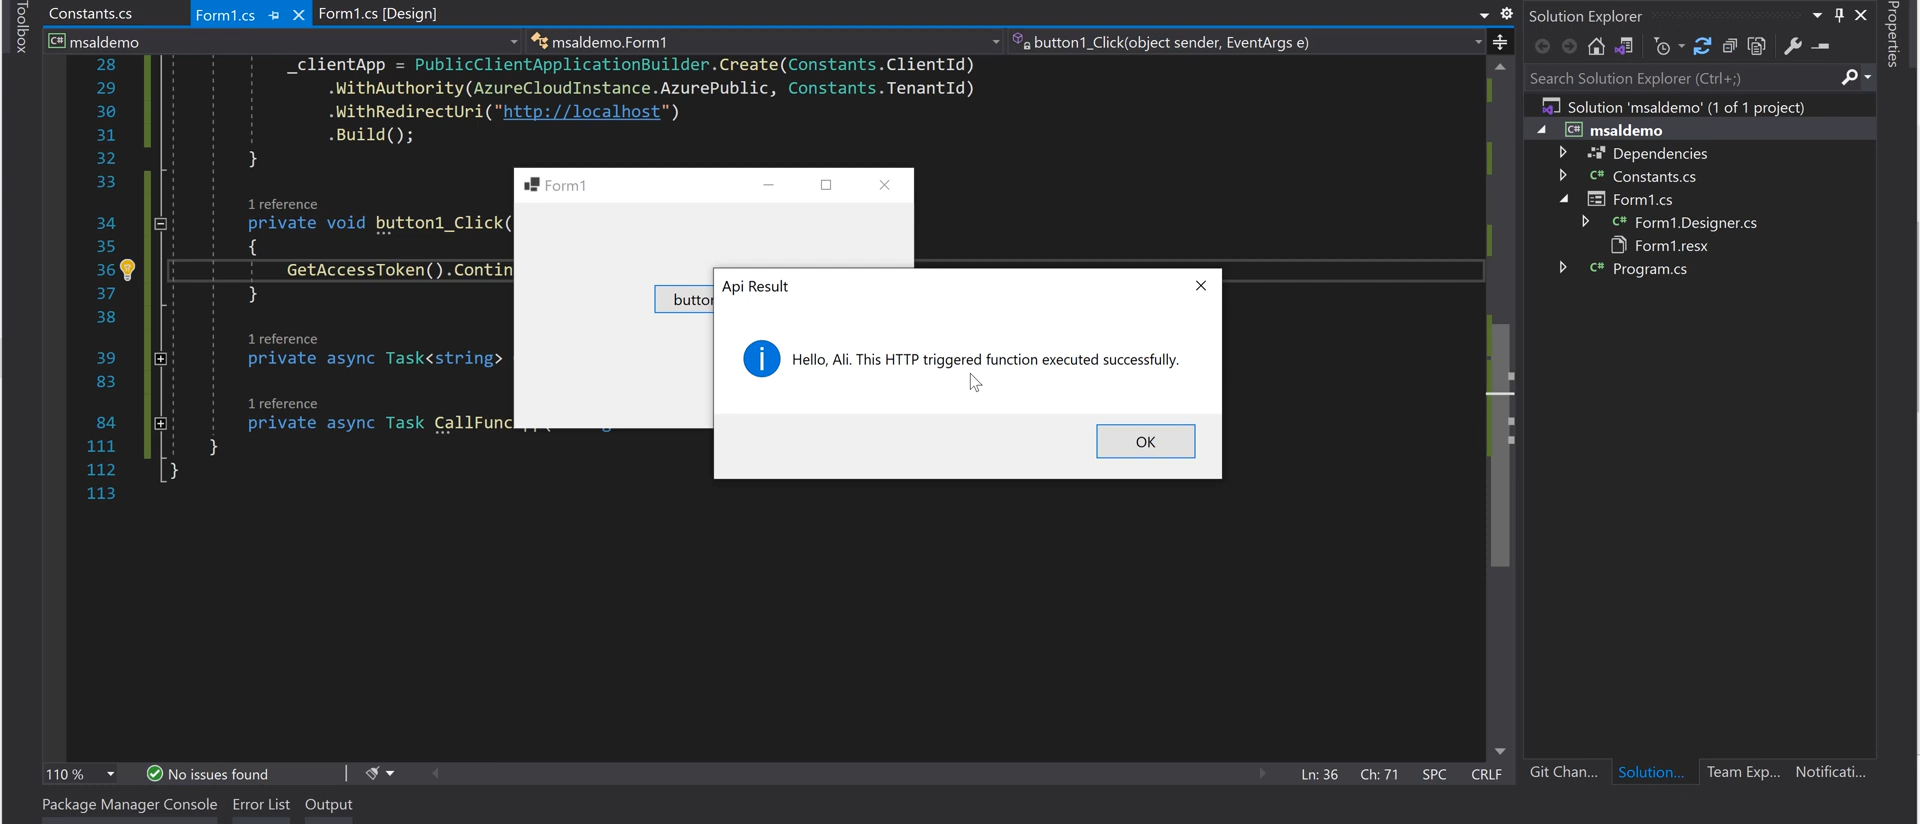 Toolbox
Constants.cs
Form1.cs
Form1.cs [Design]
msaldemo
msaldemo.Form1
button1_Click(object sender, EventArgs e)
28 _clientApp = PublicClientApplicationBuilder.Create(Constants.ClientId)
29 .WithAuthority(AzureCloudInstance.AzurePublic, Constants.TenantId)
30 .WithRedirectUri("http://localhost")
31 .Build();
32 }
33
1 reference
34 private void button1_Click(
35 {
36 GetAccessToken().Contin
37 }
38
1 reference
39 private async Task<string>
83
1 reference
84 private async Task CallFunc
111 }
112 }
113
Form1
button
Api Result
Hello, Ali. This HTTP triggered function executed successfully.
OK
110 %
No issues found
Ln: 36
Ch: 71
SPC
CRLF
Package Manager Console
Error List
Output
Solution Explorer
Search Solution Explorer (Ctrl+;)
Solution 'msaldemo' (1 of 1 project)
C# msaldemo
Dependencies
C# Constants.cs
Form1.cs
C# Form1.Designer.cs
Form1.resx
C# Program.cs
Git Chan...
Solution...
Team Exp...
Notificati...
Properties